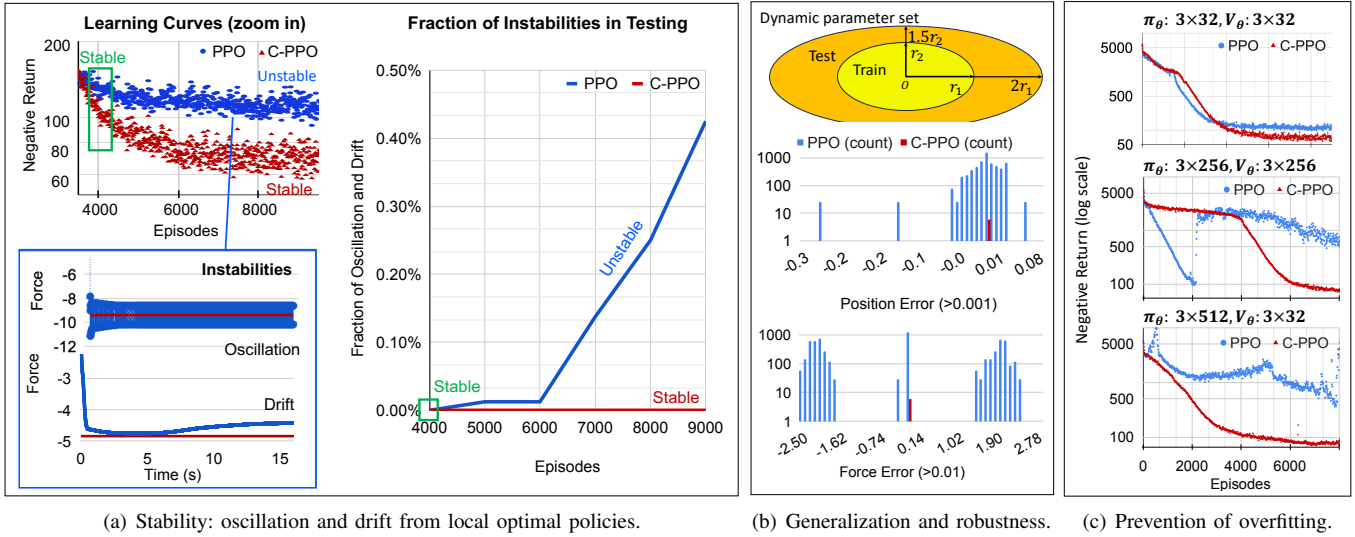 Learning Curves (zoom in)
200
100
80
60
Negative Return
Stable
PPO
C-PPO
Unstable
Stable
4000
6000
8000
Episodes
Instabilities
Force
-6
-8
-10
-12
Oscillation
Force
-3
-4
-5
Drift
0
5
10
15
Time (s)
Fraction of Instabilities in Testing
PPO
C-PPO
Fraction of Oscillation and Drift
0.50%
0.40%
0.30%
0.20%
0.10%
0.00%
Unstable
Stable
Stable
4000
5000
6000
7000
8000
9000
Episodes
(a) Stability: oscillation and drift from local optimal policies.
Dynamic parameter set
1.5r₂
Test
r₂
Train
0
r₁
2r₁
PPO (count)
C-PPO (count)
1000
100
10
1
-0.3
-0.2
-0.1
-0.0
0.01
0.08
Position Error (>0.001)
1000
100
10
1
-2.50
-1.62
-0.74
0.14
1.02
1.90
2.78
Force Error (>0.01)
(b) Generalization and robustness.
π_θ: 3×32, V_θ: 3×32
PPO
C-PPO
5000
500
50
π_θ: 3×256, V_θ: 3×256
PPO
C-PPO
5000
500
100
Negative Return (log scale)
π_θ: 3×512, V_θ: 3×32
PPO
C-PPO
5000
500
100
0
2000
4000
6000
Episodes
(c) Prevention of overfitting.